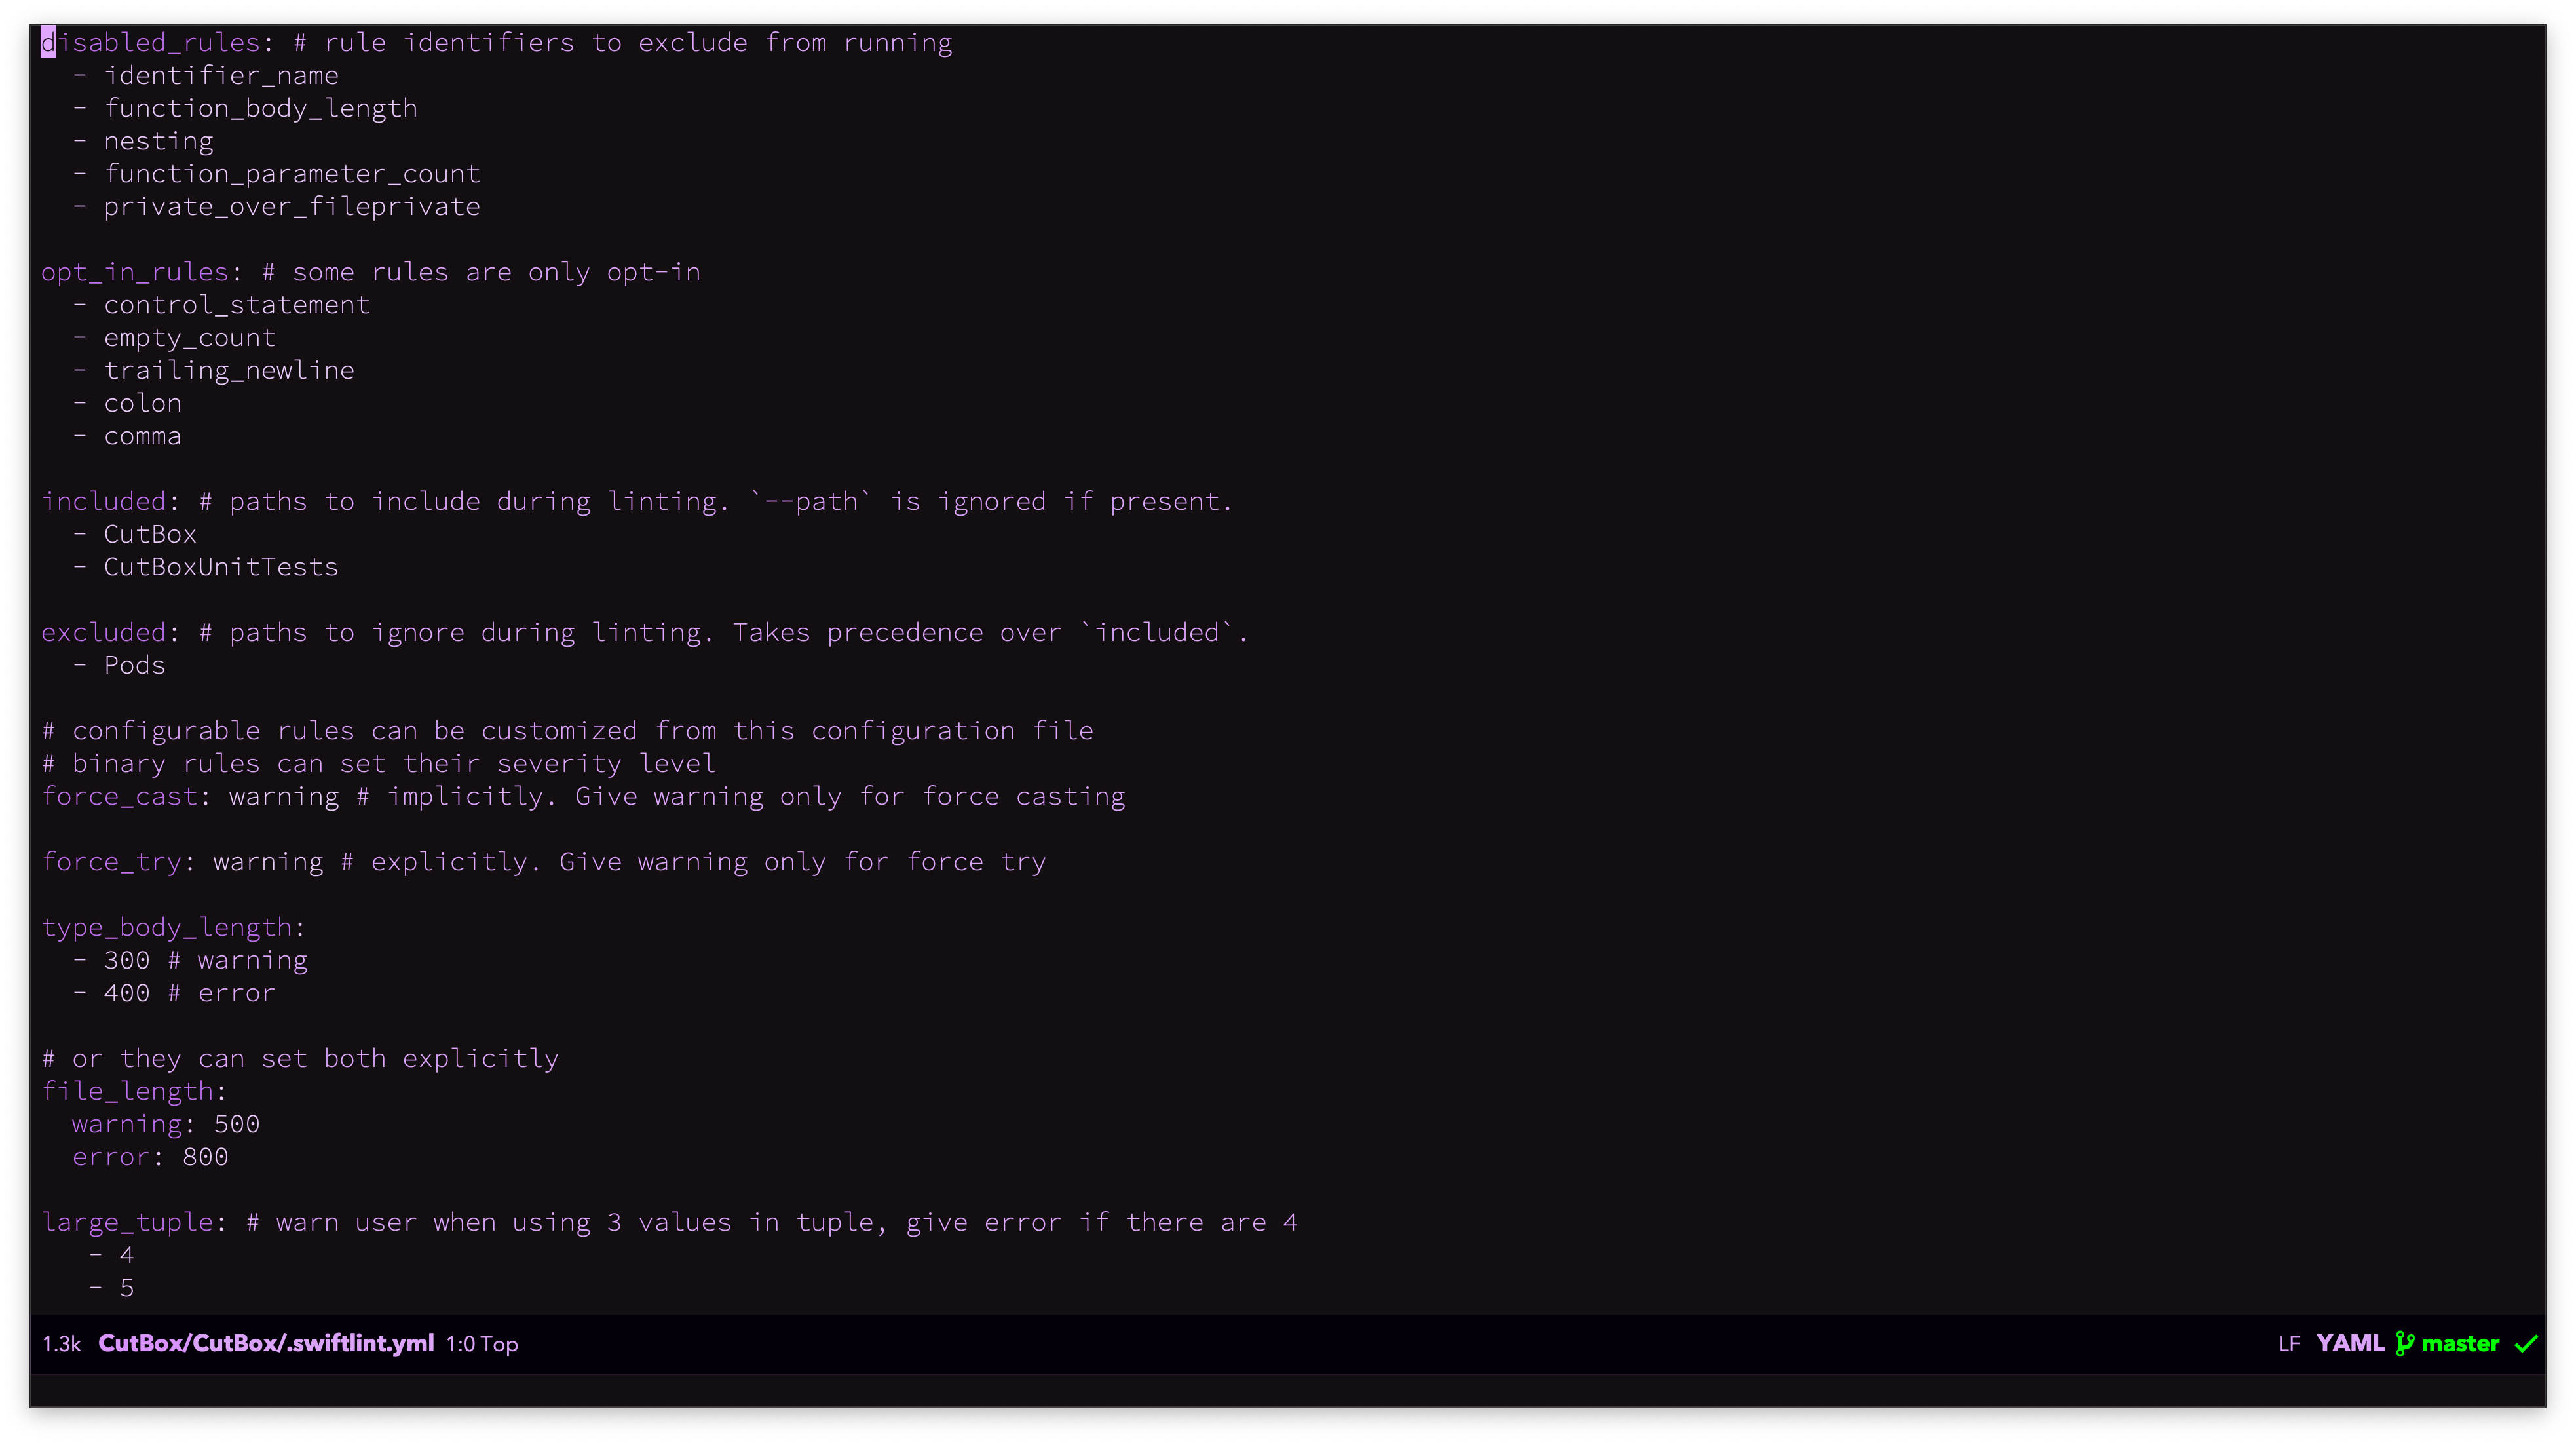 disabled_rules: # rule identifiers to exclude from running
  - identifier_name
  - function_body_length
  - nesting
  - function_parameter_count
  - private_over_fileprivate

opt_in_rules: # some rules are only opt-in
  - control_statement
  - empty_count
  - trailing_newline
  - colon
  - comma

included: # paths to include during linting. `--path` is ignored if present.
  - CutBox
  - CutBoxUnitTests

excluded: # paths to ignore during linting. Takes precedence over `included`.
  - Pods

# configurable rules can be customized from this configuration file
# binary rules can set their severity level
force_cast: warning # implicitly. Give warning only for force casting

force_try: warning # explicitly. Give warning only for force try

type_body_length:
  - 300 # warning
  - 400 # error

# or they can set both explicitly
file_length:
  warning: 500
  error: 800

large_tuple: # warn user when using 3 values in tuple, give error if there are 4
   - 4
   - 5
1.3k CutBox/CutBox/.swiftlint.yml 1:0 Top LF YAML master